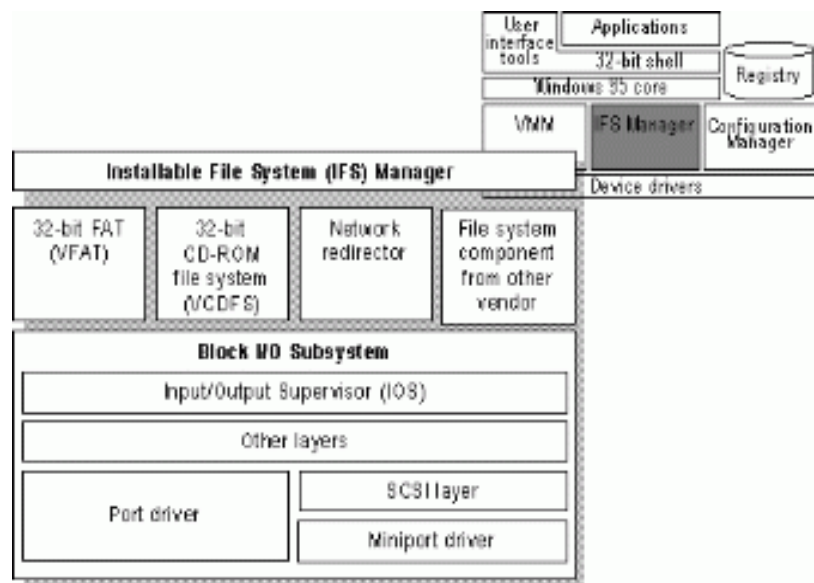 User
interface
tools
Applications
32-bit shell
Windows 95 core
Registry
VMM
IFS Manager
Configuration
Manager
Device drivers
Installable File System (IFS) Manager
32-bit FAT
(VFAT)
32-bit
CD-ROM
file system
(VCDFS)
Network
redirector
File system
component
from other
vendor
Block I/O Subsystem
Input/Output Supervisor (IOS)
Other layers
Port driver
SCSI layer
Miniport driver